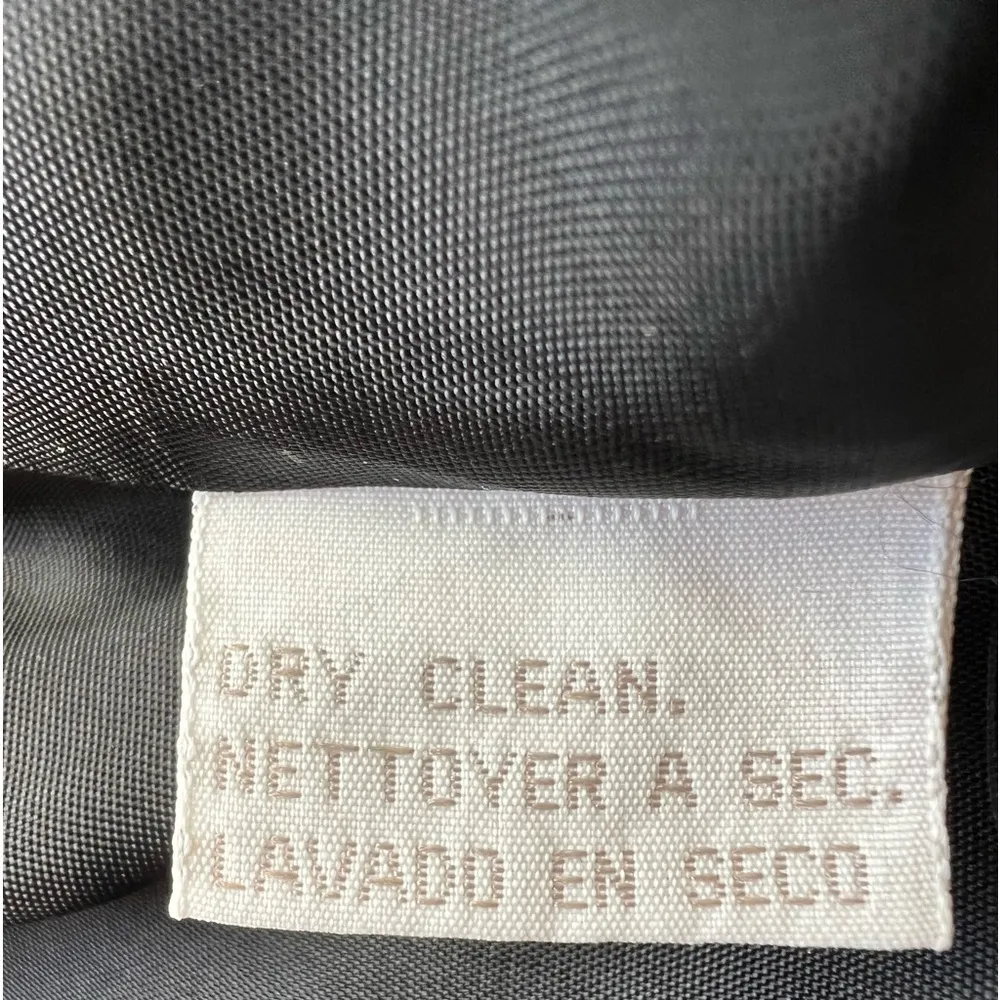 DRY CLEAN.
NETTOYER A SEC.
LAVADO EN SECO